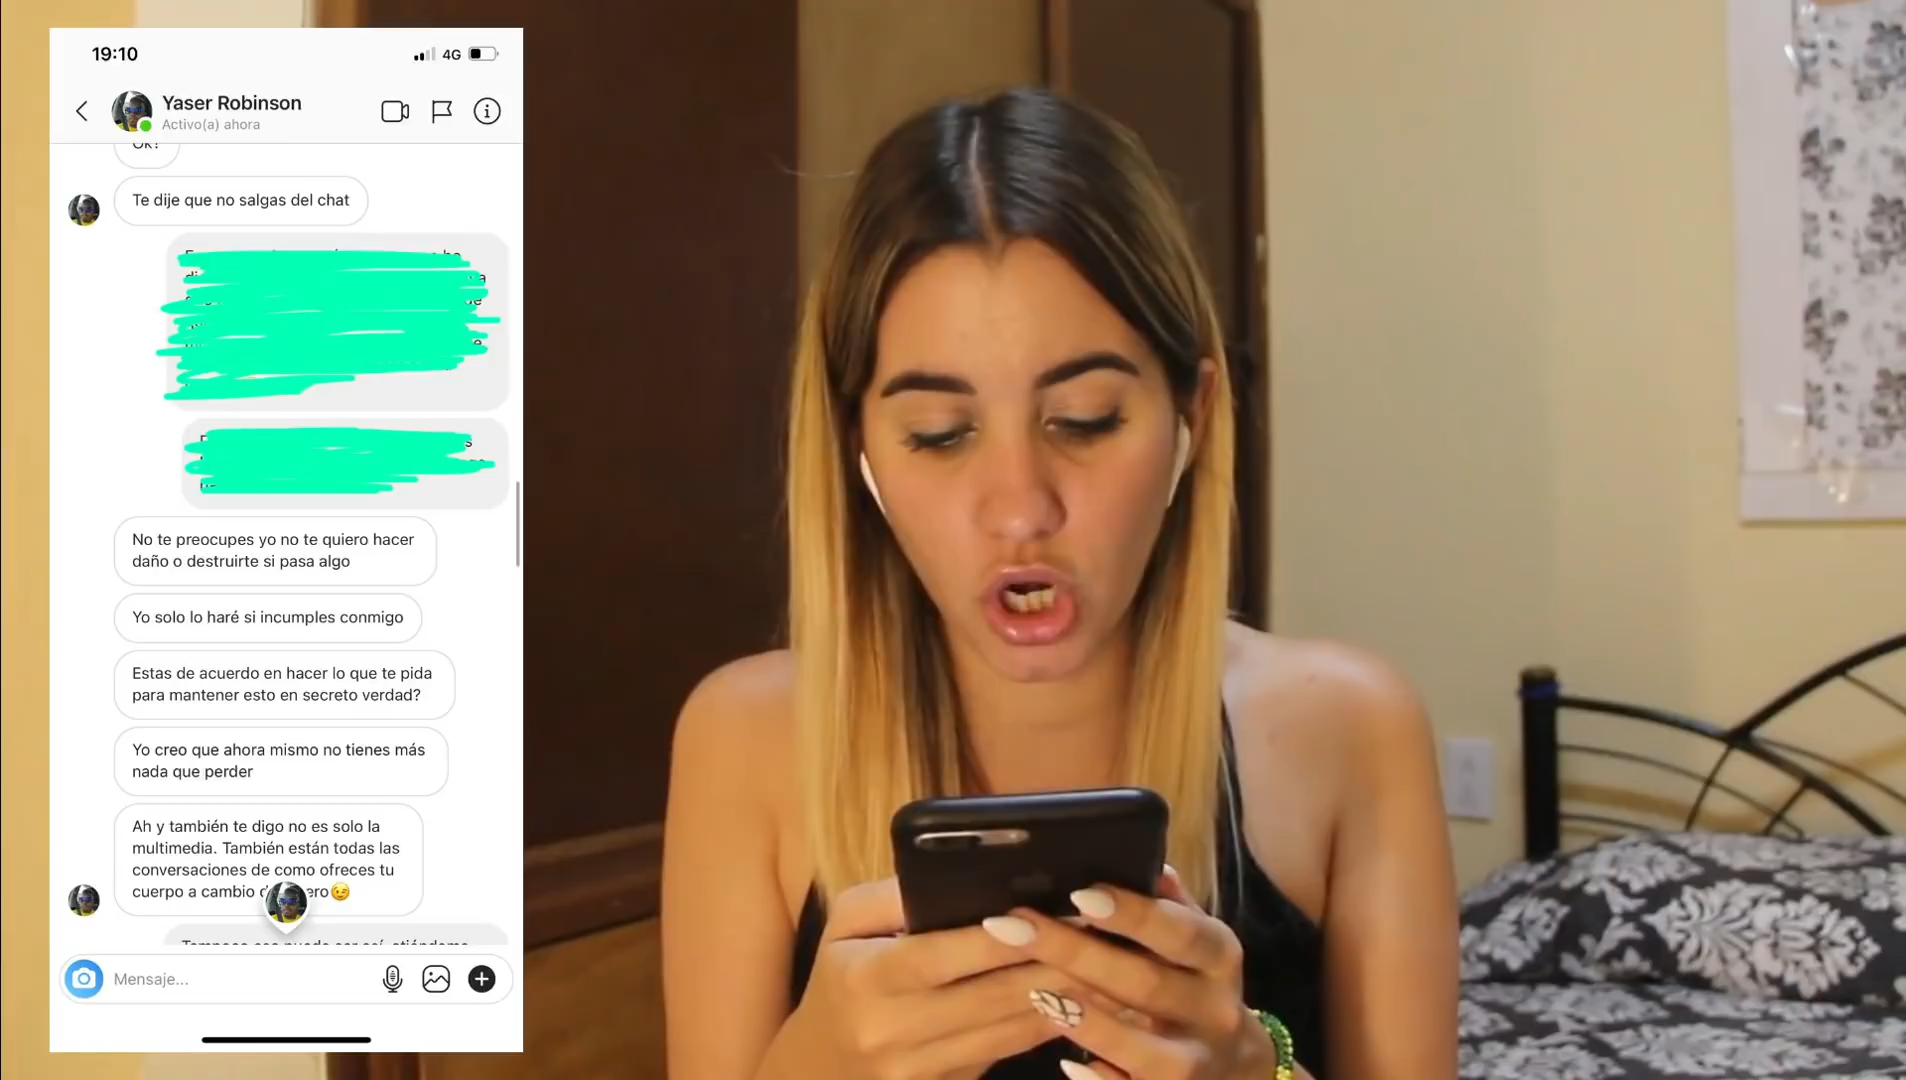 19:10
4G
Yaser Robinson
Activo(a) ahora
Ok?
Te dije que no salgas del chat
No te preocupes yo no te quiero hacer
daño o destruirte si pasa algo
Yo solo lo haré si incumples conmigo
Estas de acuerdo en hacer lo que te pida
para mantener esto en secreto verdad?
Yo creo que ahora mismo no tienes más
nada que perder
Ah y también te digo no es solo la
multimedia. También están todas las
conversaciones de como ofreces tu
cuerpo a cambio
Mensaje...